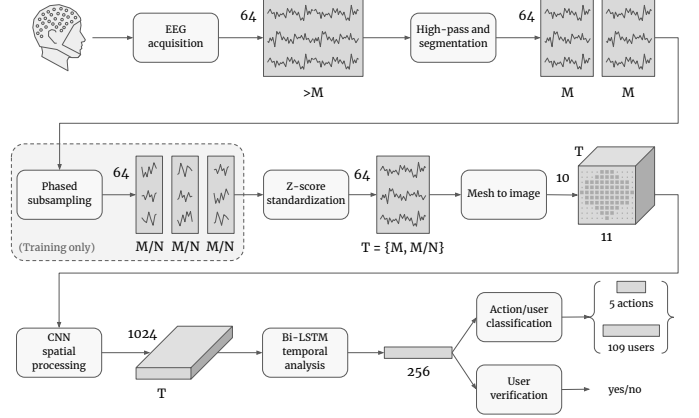 EEG
acquisition
64
>M
High-pass and
segmentation
64
M
M
Phased
subsampling
(Training only)
64
M/N
M/N
M/N
Z-score
standardization
64
T = {M, M/N}
Mesh to image
T
10
11
CNN
spatial
processing
1024
T
Bi-LSTM
temporal
analysis
256
Action/user
classification
5 actions
109 users
User
verification
yes/no